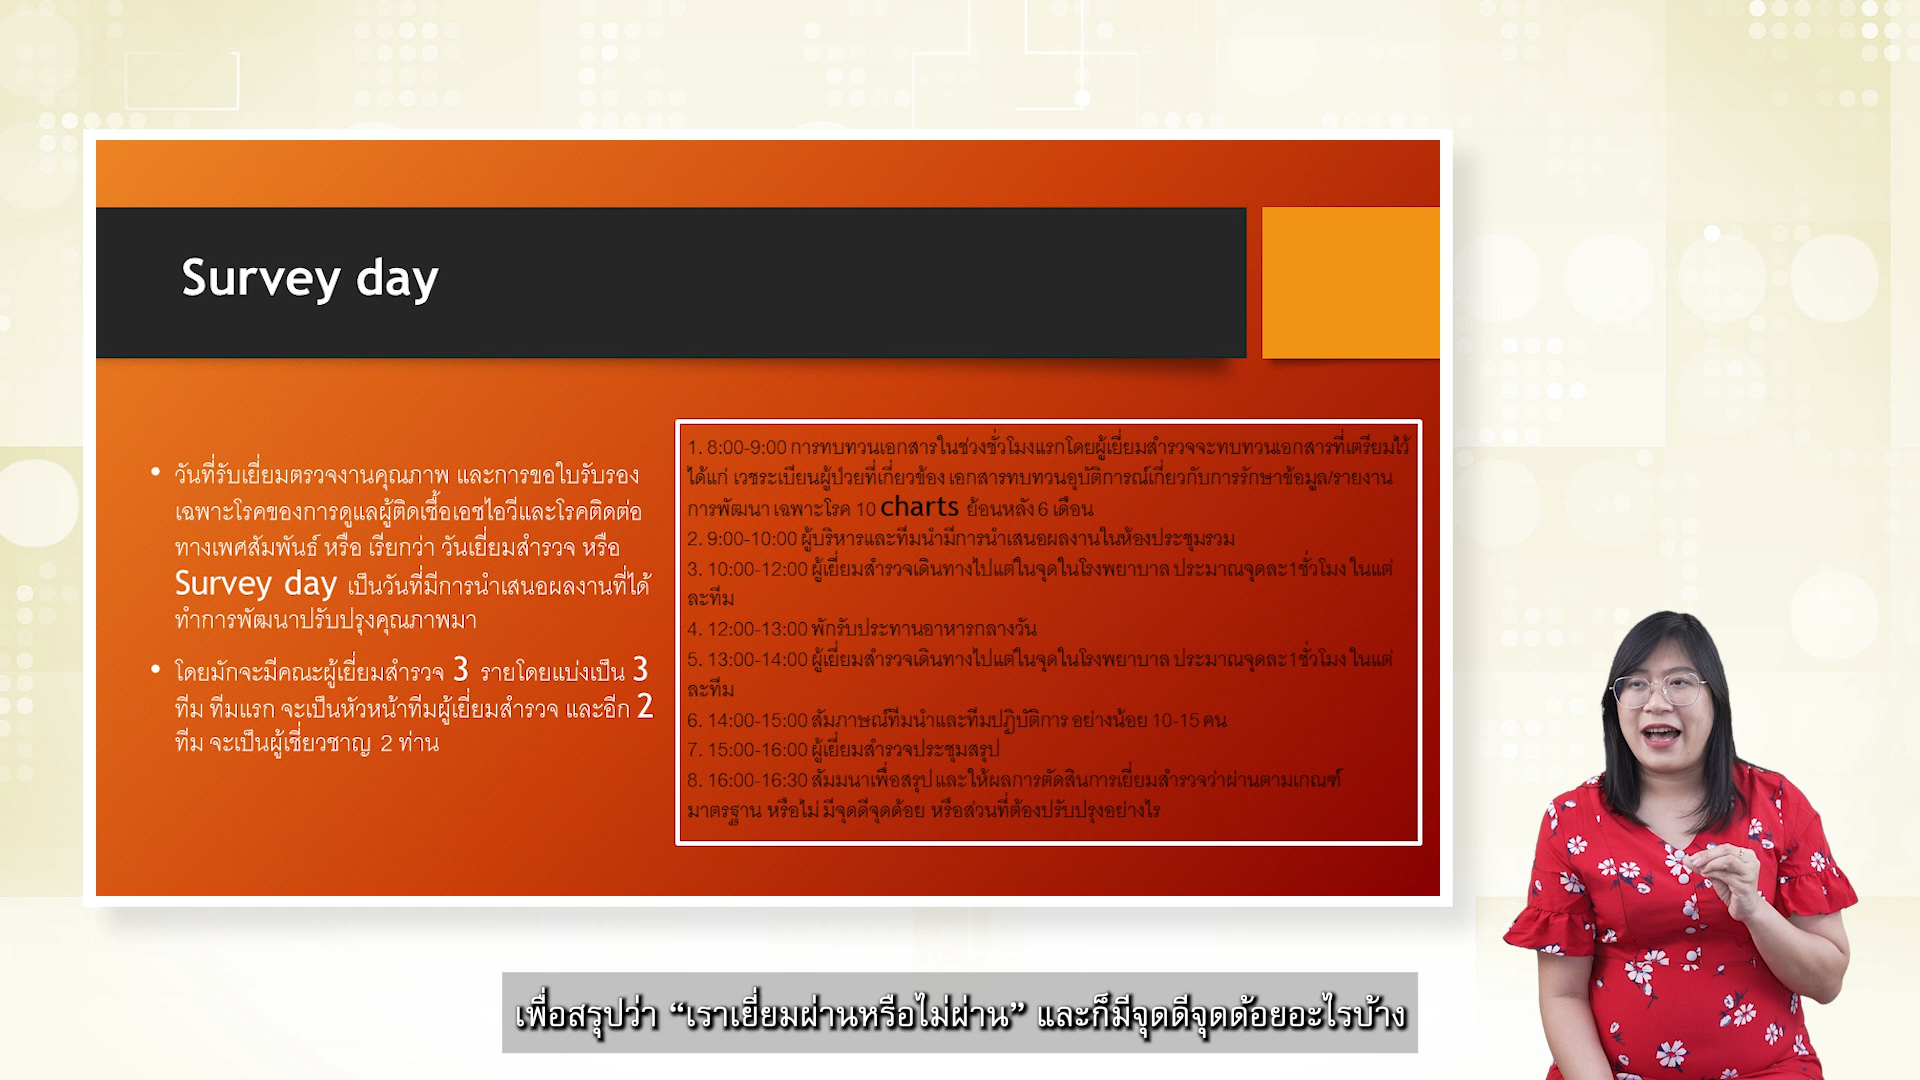 Survey day
• วันที่รับเยี่ยมตรวจงานคุณภาพ และการขอใบรับรอง
เฉพาะโรคของการดูแลผู้ติดเชื้อเอชไอวีและโรคติดต่อ
ทางเพศสัมพันธ์ หรือ เรียกว่า วันเยี่ยมสำรวจ หรือ
Survey day เป็นวันที่มีการนำเสนอผลงานที่ได้
ทำการพัฒนาปรับปรุงคุณภาพมา
• โดยมักจะมีคณะผู้เยี่ยมสำรวจ 3 รายโดยแบ่งเป็น 3
ทีม ทีมแรก จะเป็นหัวหน้าทีมผู้เยี่ยมสำรวจ และอีก 2
ทีม จะเป็นผู้เชี่ยวชาญ 2 ท่าน
1. 8:00-9:00 การทบทวนเอกสารในช่วงชั่วโมงแรกโดยผู้เยี่ยมสำรวจจะทบทวนเอกสารที่เตรียมไว้
ได้แก่ เวชระเบียนผู้ป่วยที่เกี่ยวข้อง เอกสารทบทวนอุบัติการณ์เกี่ยวกับการรักษาข้อมูล/รายงาน
การพัฒนา เฉพาะโรค 10 charts ย้อนหลัง 6 เดือน
2. 9:00-10:00 ผู้บริหารและทีมนำมีการนำเสนอผลงานในห้องประชุมรวม
3. 10:00-12:00 ผู้เยี่ยมสำรวจเดินทางไปแต่ในจุดในโรงพยาบาล ประมาณจุดละ1ชั่วโมง ในแต่
ละทีม
4. 12:00-13:00 พักรับประทานอาหารกลางวัน
5. 13:00-14:00 ผู้เยี่ยมสำรวจเดินทางไปแต่ในจุดในโรงพยาบาล ประมาณจุดละ1ชั่วโมง ในแต่
ละทีม
6. 14:00-15:00 สัมภาษณ์ทีมนำและทีมปฏิบัติการ อย่างน้อย 10-15 คน
7. 15:00-16:00 ผู้เยี่ยมสำรวจประชุมสรุป
8. 16:00-16:30 สัมมนาเพื่อสรุป และให้ผลการตัดสินการเยี่ยมสำรวจว่าผ่านตามเกณฑ์
มาตรฐาน หรือไม่ มีจุดดีจุดด้อย หรือส่วนที่ต้องปรับปรุงอย่างไร
เพื่อสรุปว่า “เราเยี่ยมผ่านหรือไม่ผ่าน” และก็มีจุดดีจุดด้อยอะไรบ้าง